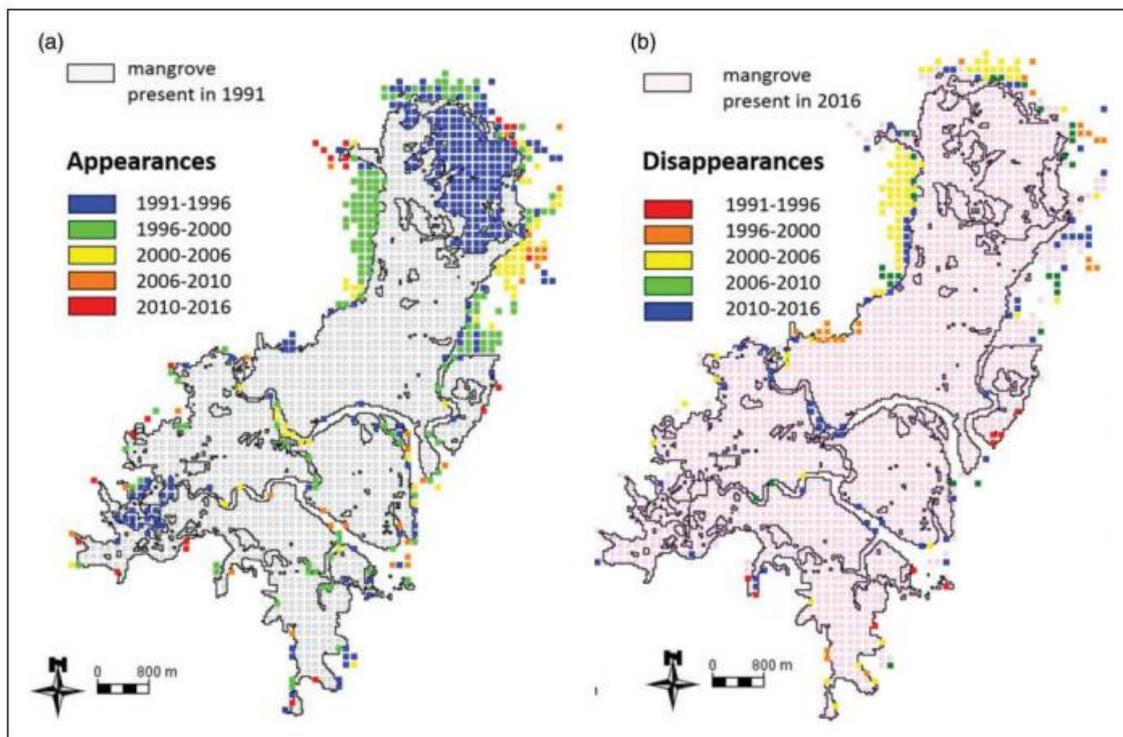 (a)
mangrove
present in 1991
Appearances
1991-1996
1996-2000
2000-2006
2006-2010
2010-2016
N
0 800 m
(b)
mangrove
present in 2016
Disappearances
1991-1996
1996-2000
2000-2006
2006-2010
2010-2016
N
0 800 m